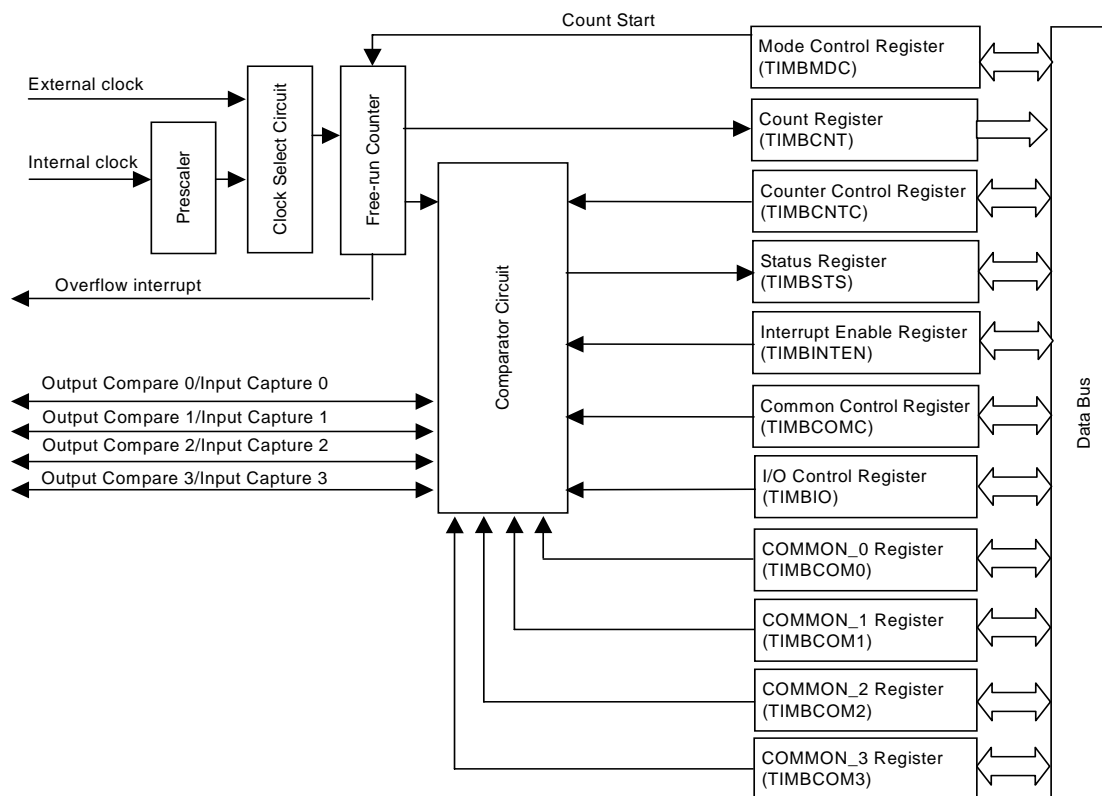 Count Start
Mode Control Register
(TIMBMDC)
External clock
Internal clock
Prescaler
Clock Select Circuit
Free-run Counter
Count Register
(TIMBCNT)
Counter Control Register
(TIMBCNTC)
Overflow interrupt
Comparator Circuit
Status Register
(TIMBSTS)
Interrupt Enable Register
(TIMBINTEN)
Output Compare 0/Input Capture 0
Output Compare 1/Input Capture 1
Output Compare 2/Input Capture 2
Output Compare 3/Input Capture 3
Common Control Register
(TIMBCOMC)
I/O Control Register
(TIMBIO)
COMMON_0 Register
(TIMBCOM0)
COMMON_1 Register
(TIMBCOM1)
COMMON_2 Register
(TIMBCOM2)
COMMON_3 Register
(TIMBCOM3)
Data Bus